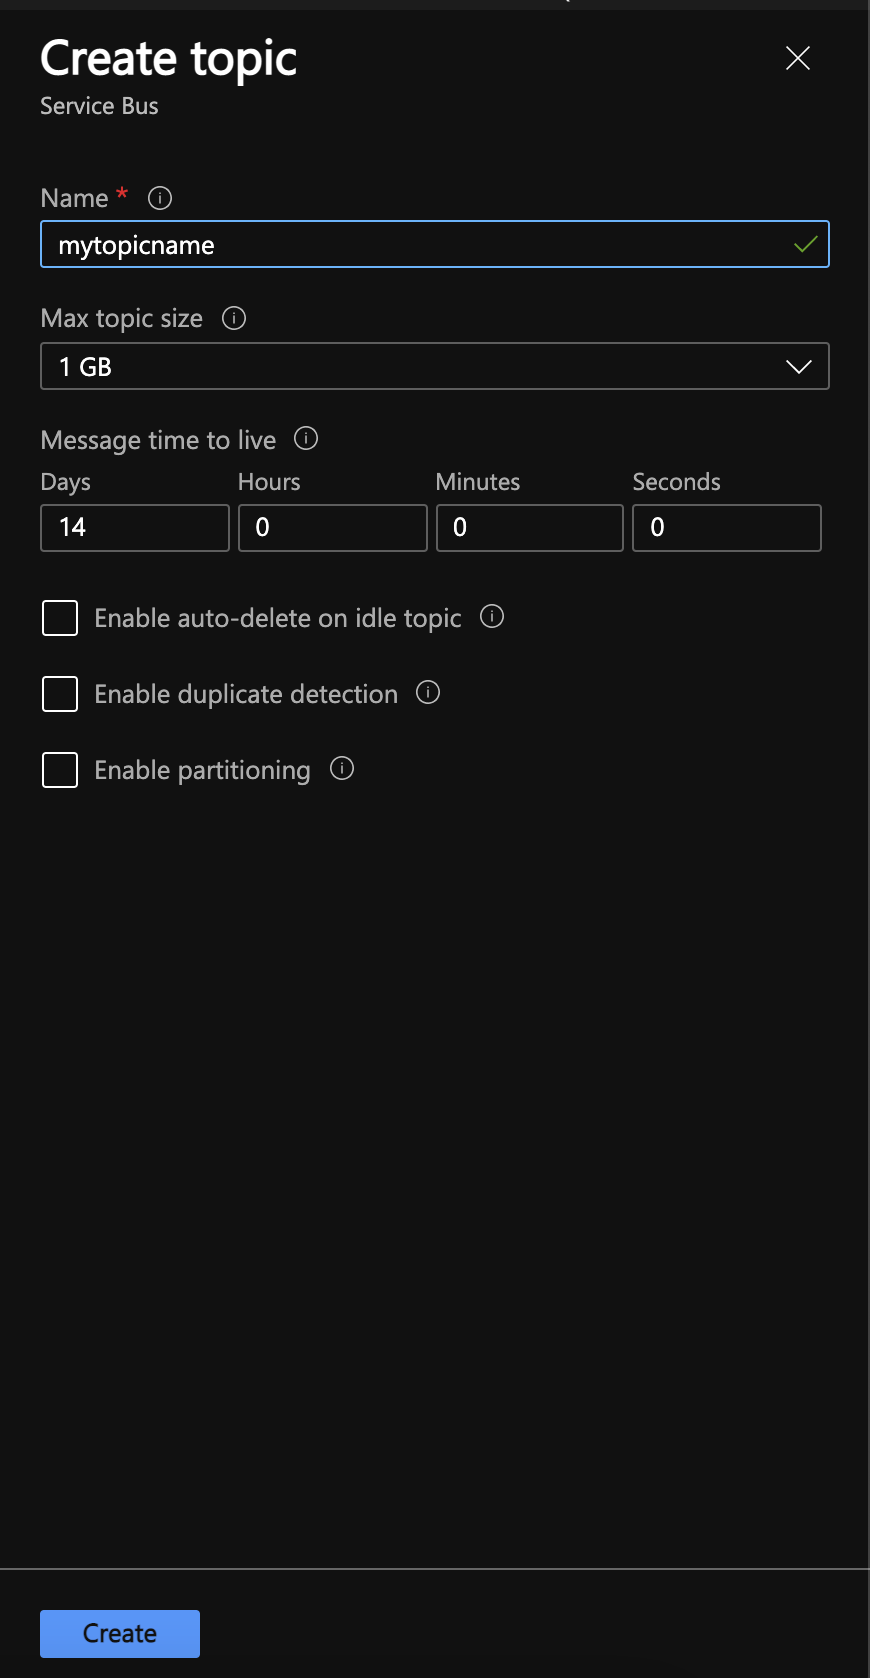 Create topic
Service Bus
Name *
mytopicname
Max topic size
1 GB
Message time to live
Days Hours Minutes Seconds
14 0 0 0
Enable auto-delete on idle topic
Enable duplicate detection
Enable partitioning
Create